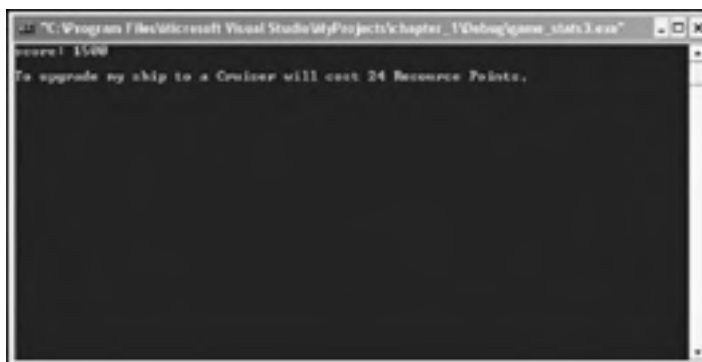 "C:\Program Files\Microsoft Visual Studio\MyProjects\chapter_1\Debug\game_stats3.exe"
score: 1500
To upgrade my ship to a Cruiser will cost 24 Resource Points.